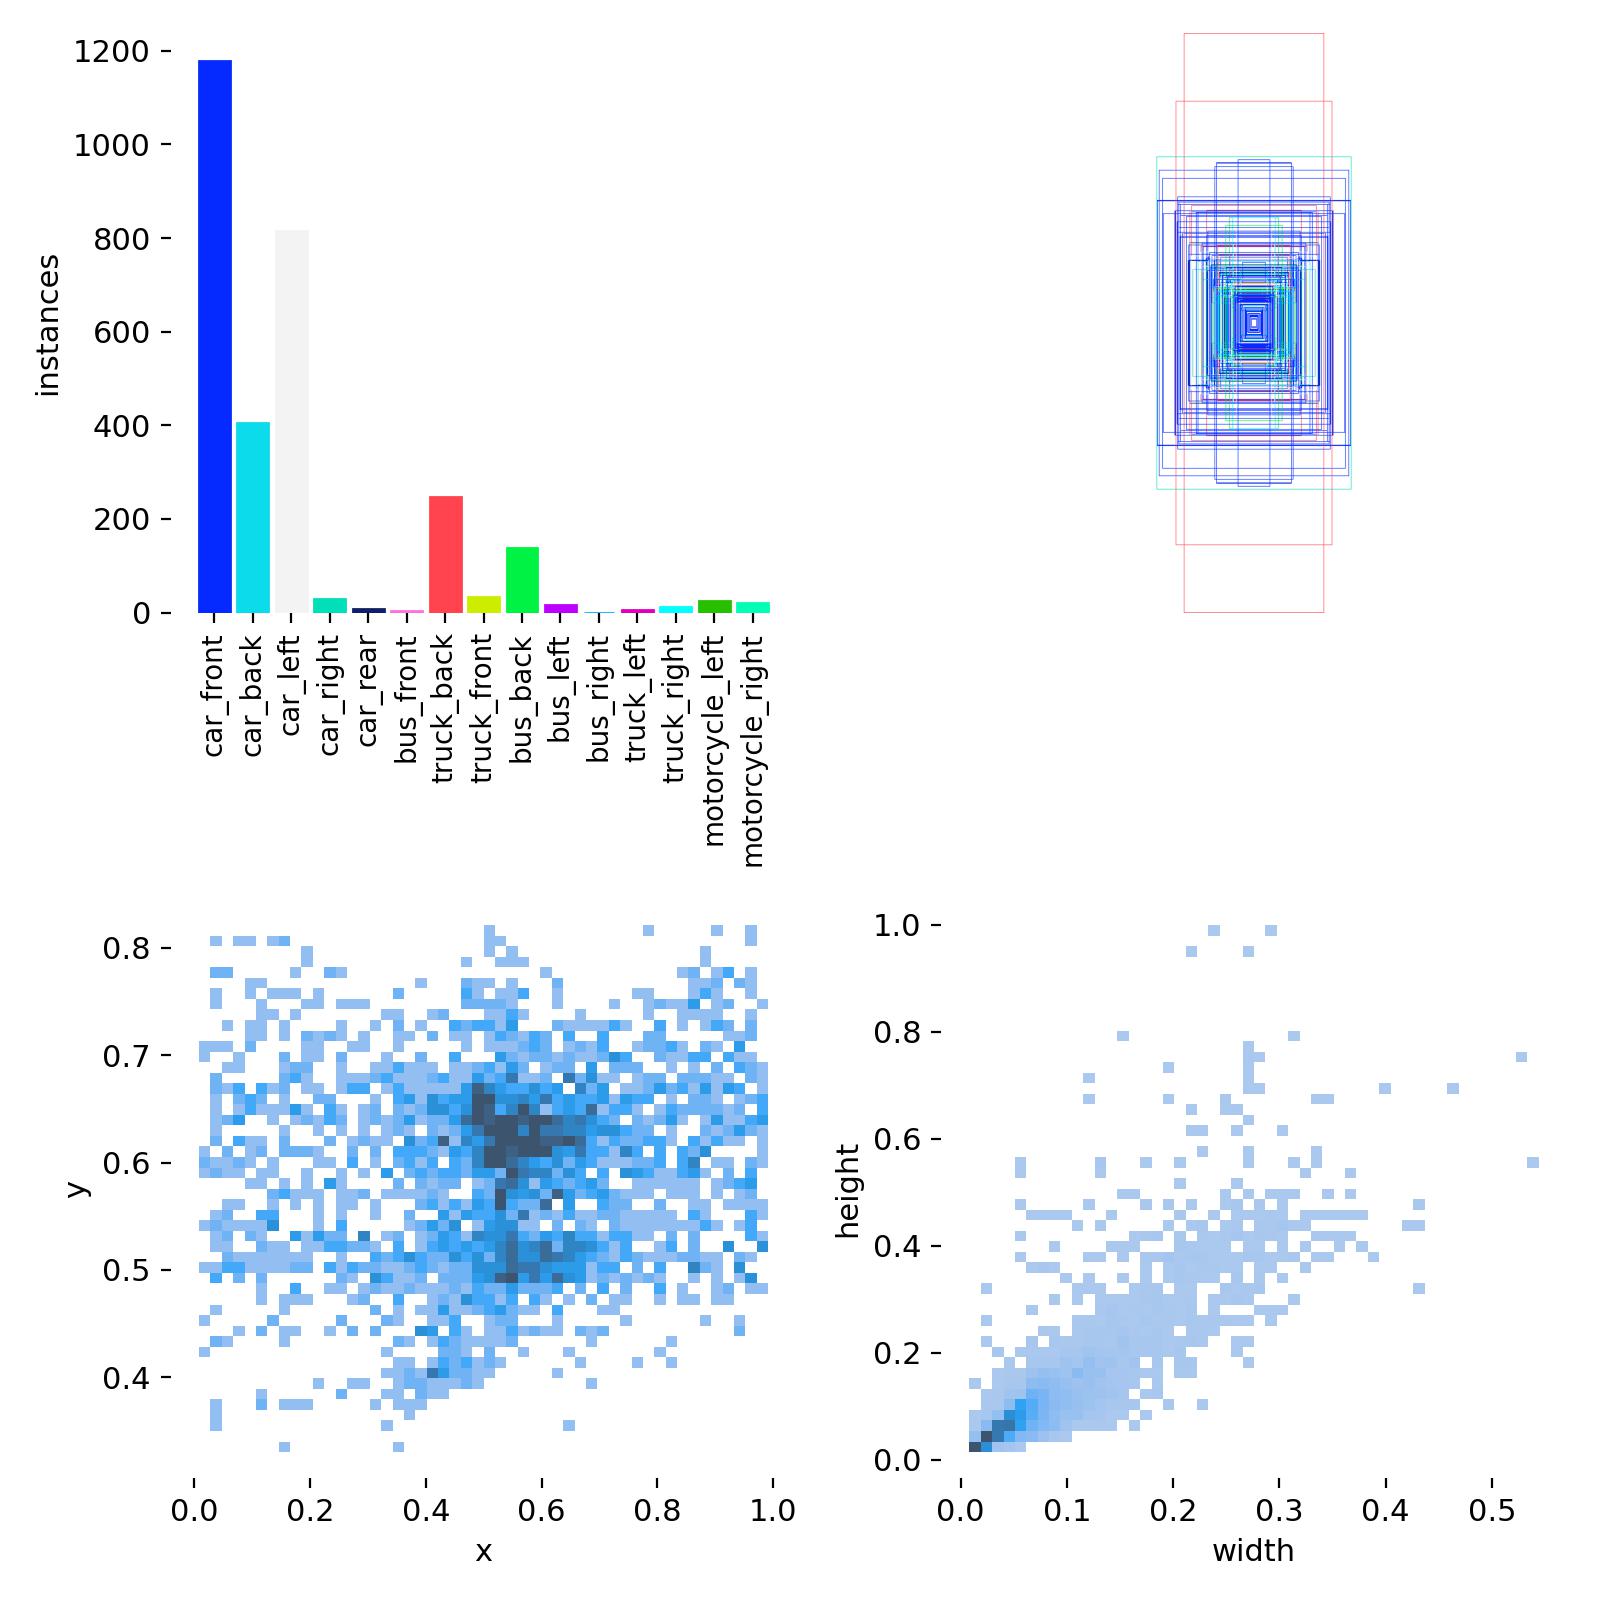 1200
1000
800
600
400
200
0
instances
car_front
car_back
car_left
car_right
car_rear
bus_front
truck_back
truck_front
bus_back
bus_left
bus_right
truck_left
truck_right
motorcycle_left
motorcycle_right
0.8
0.7
0.6
0.5
0.4
y
0.0 0.2 0.4 0.6 0.8 1.0
x
1.0
0.8
0.6
0.4
0.2
0.0
height
0.0 0.1 0.2 0.3 0.4 0.5
width